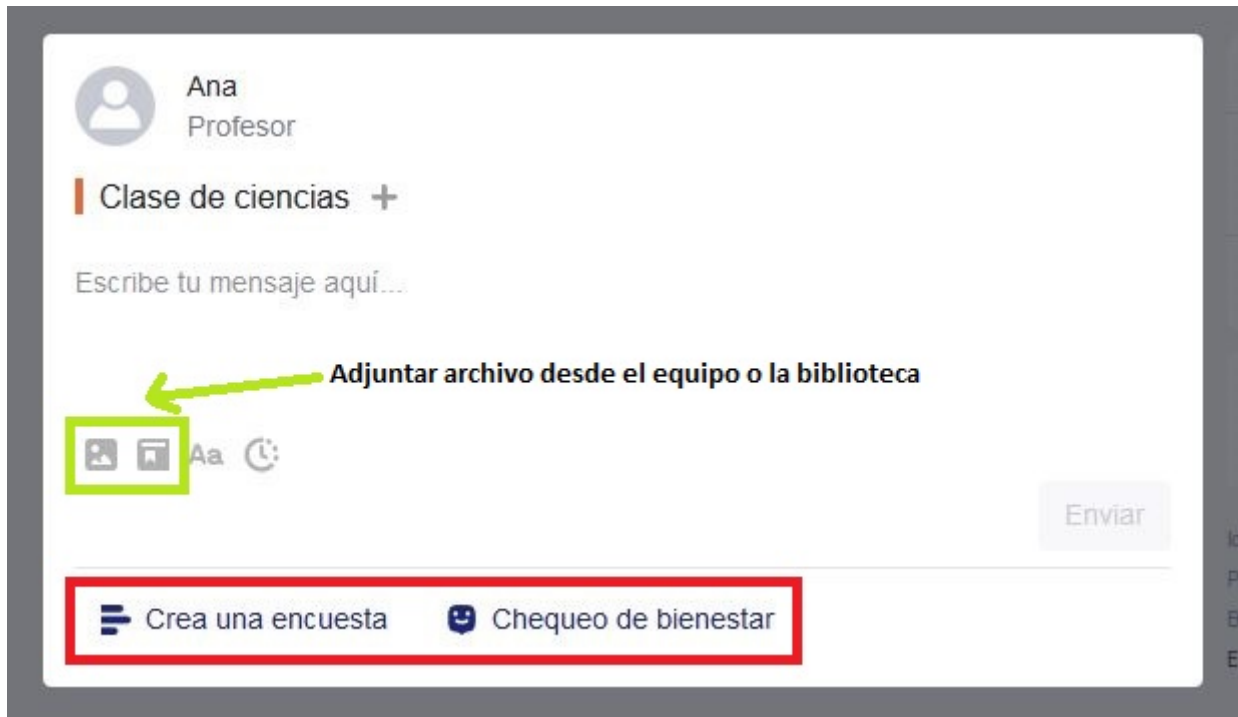 Ana
Profesor
Clase de ciencias +
Escribe tu mensaje aquí...
Adjuntar archivo desde el equipo o la biblioteca
Aa
Enviar
Crea una encuesta
Chequeo de bienestar